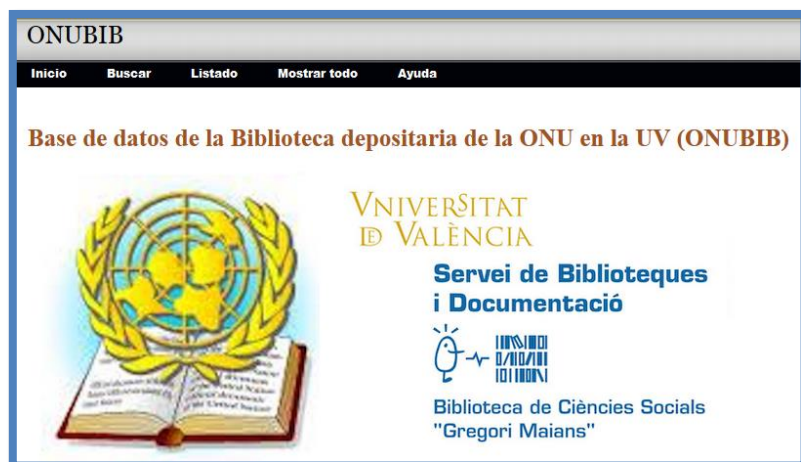 ONUBIB
Inicio Buscar Listado Mostrar todo Ayuda
Base de datos de la Biblioteca depositaria de la ONU en la UV (ONUBIB)
VNIVERSITAT
DE VALÈNCIA
Servei de Biblioteques
i Documentació
Biblioteca de Ciències Socials
"Gregori Maians"